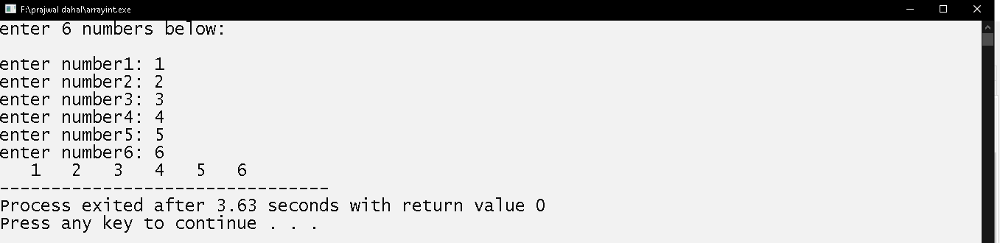 F:\prajwal dahal\arrayint.exe
enter 6 numbers below:
enter number1: 1
enter number2: 2
enter number3: 3
enter number4: 4
enter number5: 5
enter number6: 6
   1   2   3   4   5   6
--------------------------------
Process exited after 3.63 seconds with return value 0
Press any key to continue . . .